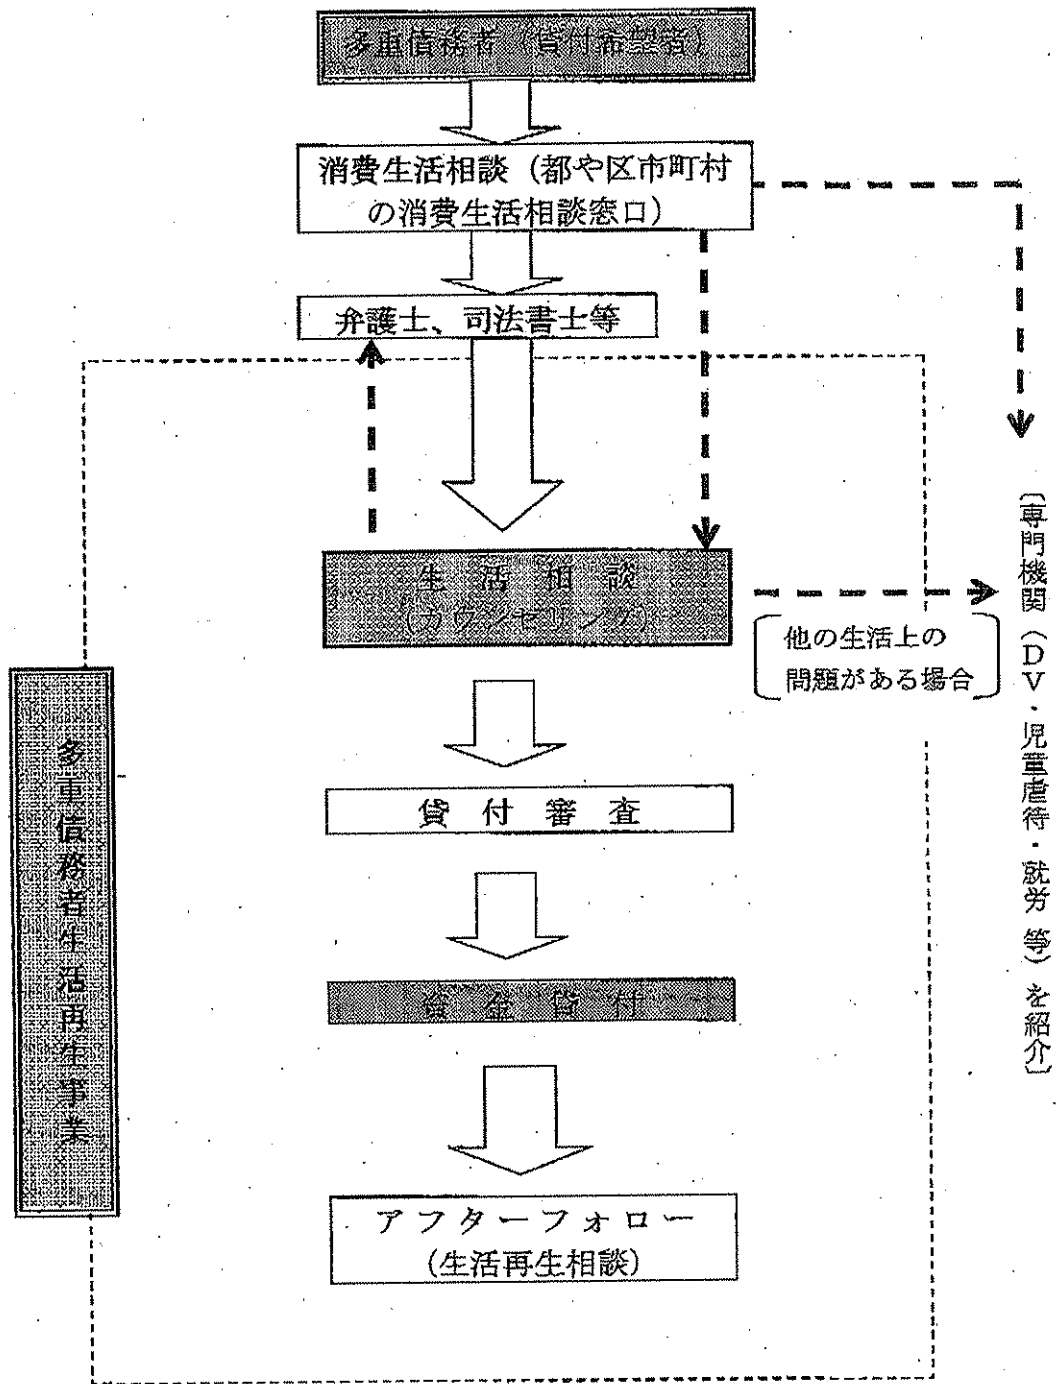 多重債務者（貸付希望者）
消費生活相談（都や区市町村
の消費生活相談窓口）
弁護士、司法書士等
生活相談
（カウンセリング）
他の生活上の
問題がある場合
〔専門機関（DV・児童虐待・就労等）を紹介〕
多重債務者生活再生事業
貸付審査
資金貸付
アフターフォロー
（生活再生相談）